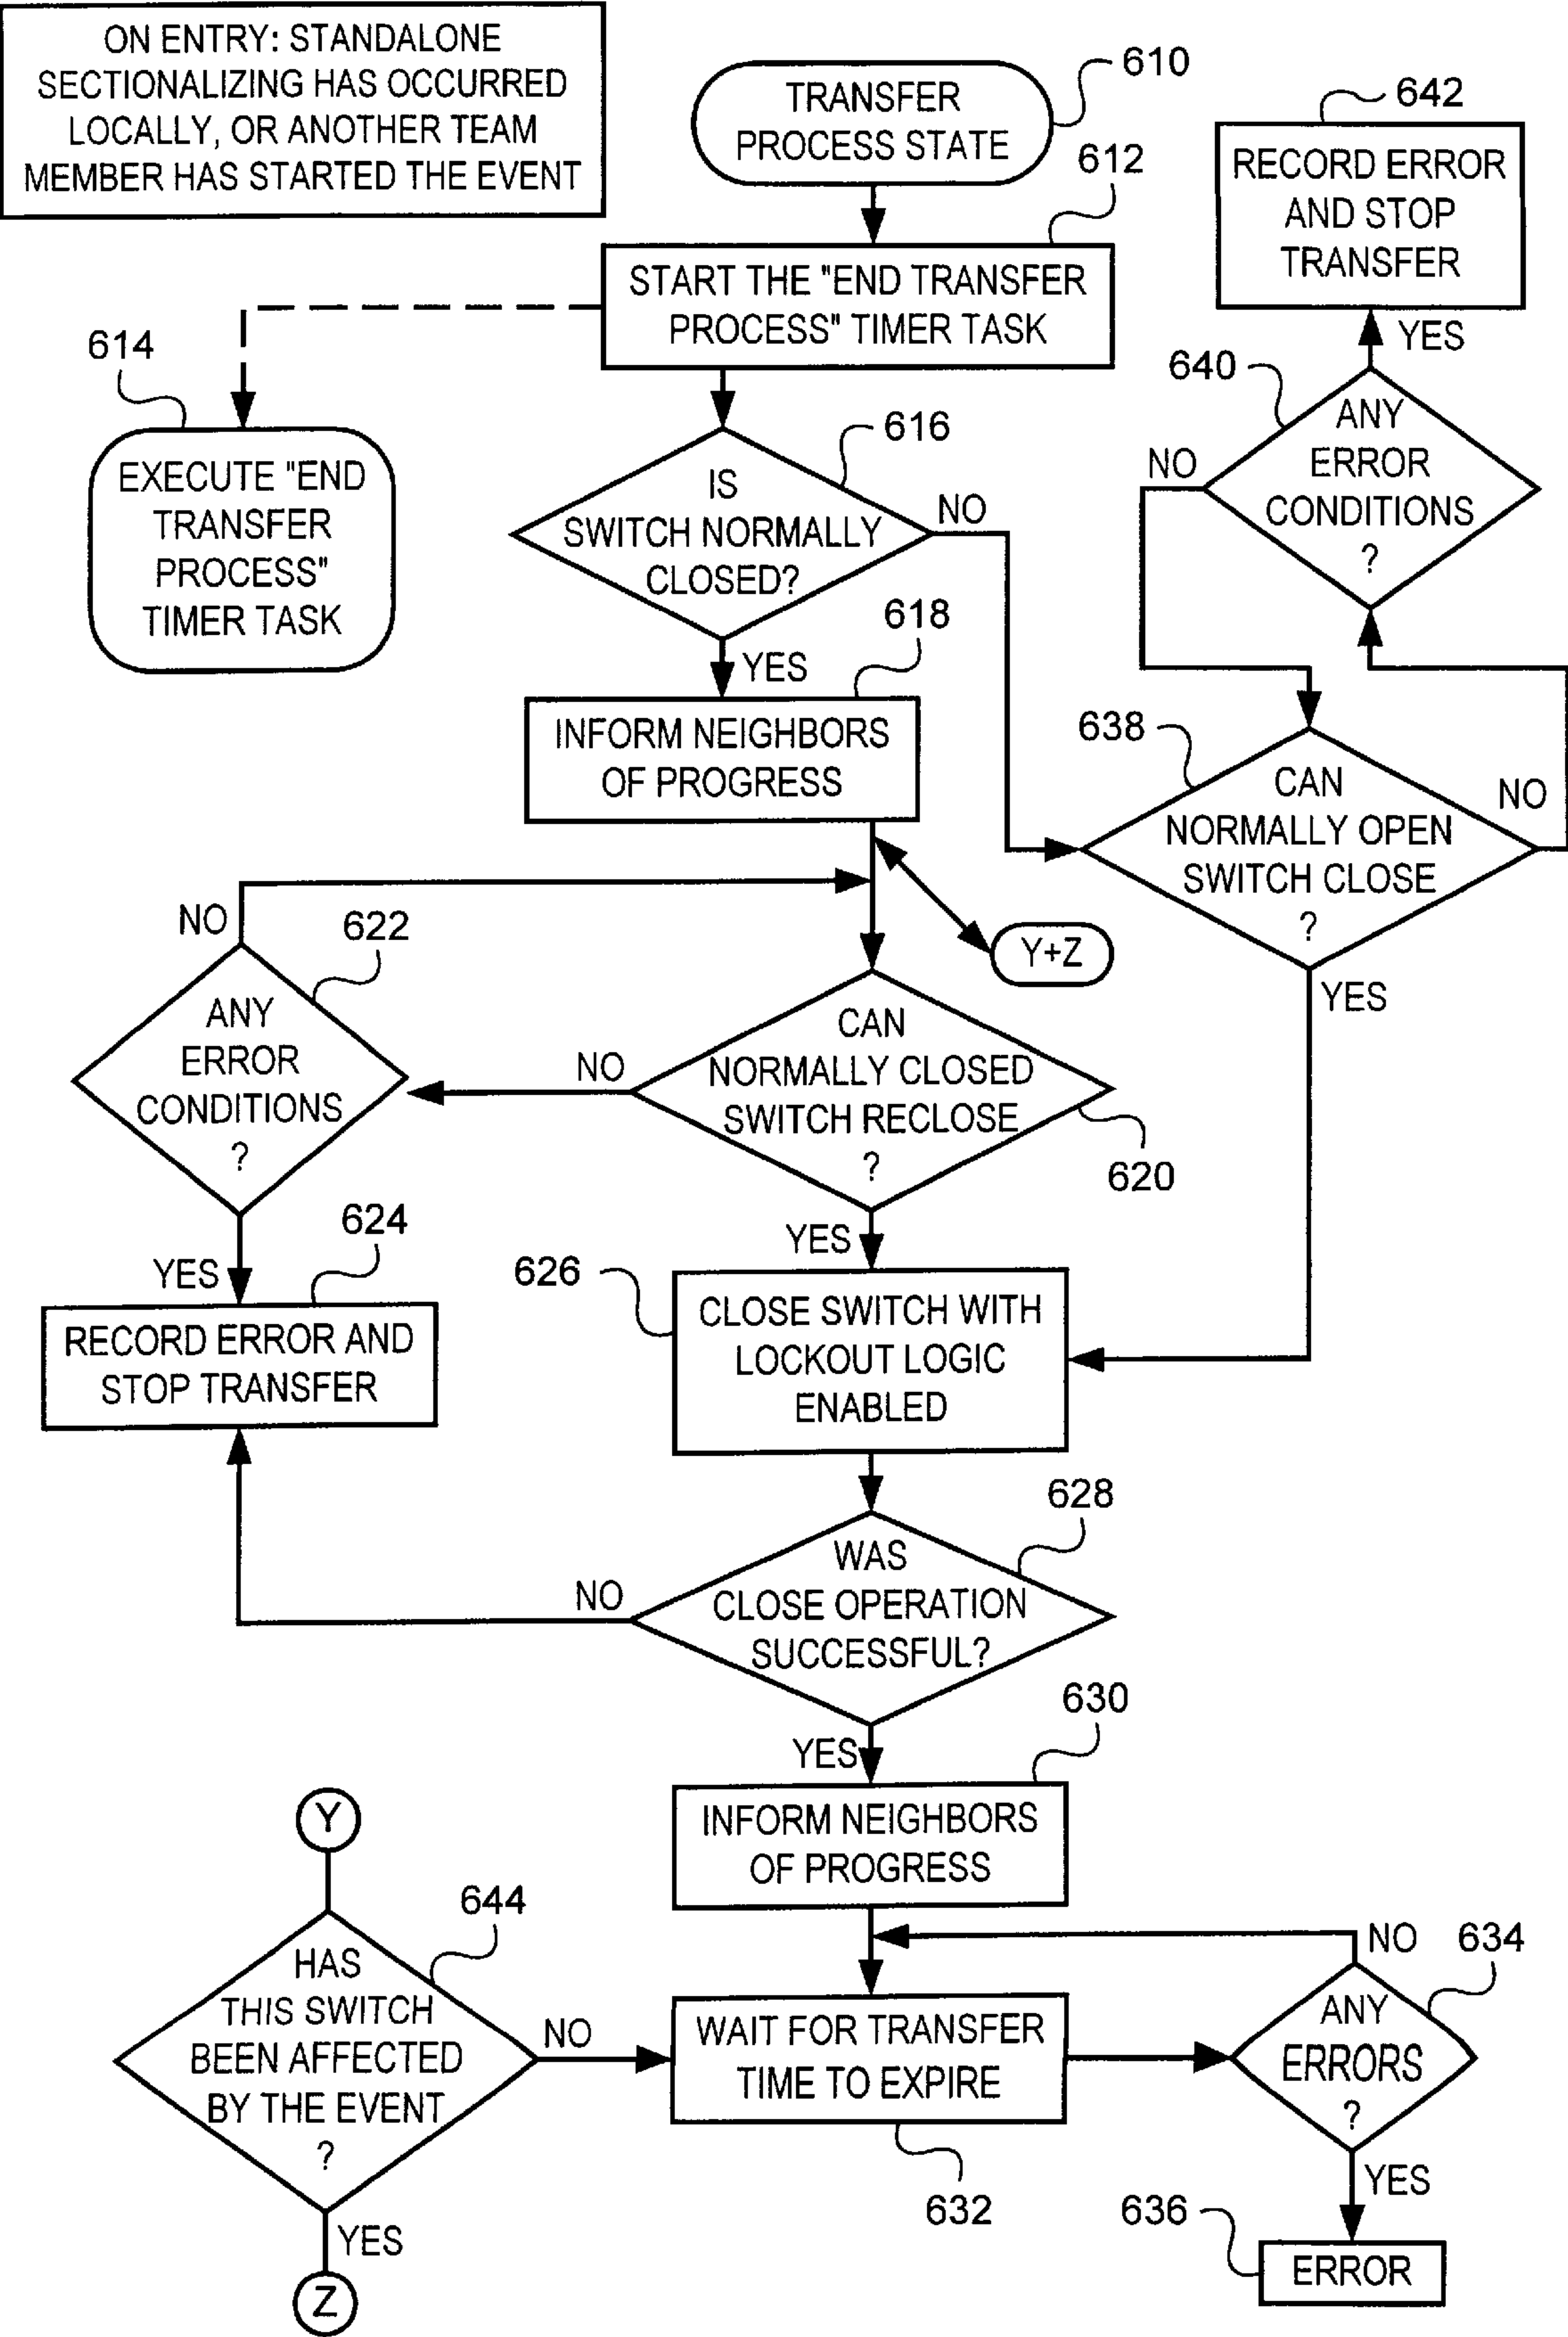 ON ENTRY: STANDALONE
SECTIONALIZING HAS OCCURRED
LOCALLY, OR ANOTHER TEAM
MEMBER HAS STARTED THE EVENT
TRANSFER
PROCESS STATE
610
612
START THE "END TRANSFER
PROCESS" TIMER TASK
614
EXECUTE "END
TRANSFER
PROCESS"
TIMER TASK
616
IS
SWITCH NORMALLY
CLOSED?
NO
YES
618
INFORM NEIGHBORS
OF PROGRESS
642
RECORD ERROR
AND STOP
TRANSFER
YES
640
ANY
ERROR
CONDITIONS
?
NO
638
CAN
NORMALLY OPEN
SWITCH CLOSE
?
NO
YES
Y+Z
NO
622
ANY
ERROR
CONDITIONS
?
YES
NO
CAN
NORMALLY CLOSED
SWITCH RECLOSE
?
620
YES
624
RECORD ERROR AND
STOP TRANSFER
626
CLOSE SWITCH WITH
LOCKOUT LOGIC
ENABLED
628
WAS
CLOSE OPERATION
SUCCESSFUL?
NO
YES
630
INFORM NEIGHBORS
OF PROGRESS
Y
644
HAS
THIS SWITCH
BEEN AFFECTED
BY THE EVENT
?
NO
YES
Z
WAIT FOR TRANSFER
TIME TO EXPIRE
632
NO
634
ANY
ERRORS
?
YES
636
ERROR